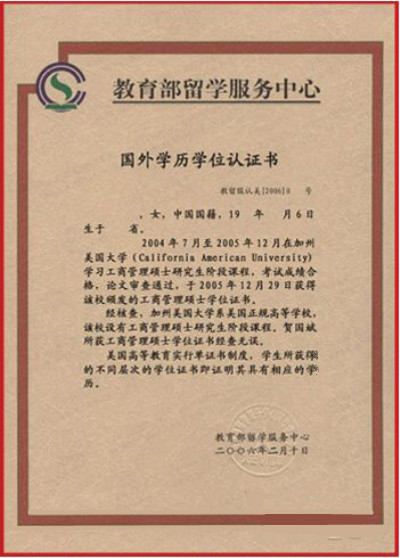 教育部留学服务中心
国外学历学位认证书
教留服认美[2006]0 号
，女，中国国籍，19 年 月6日
生于 省。
2004年7月至2005年12月在加州
美国大学（California American University）
学习工商管理硕士研究生阶段课程，考试成绩合
格，论文审查通过，于2005年12月29日获得
该校颁发的工商管理硕士学位证书。
经核查，加州美国大学系美国正规高等学校，
该校设有工商管理硕士研究生阶段课程。贺国斌
所获工商管理硕士学位证书经查无误。
美国高等教育实行单证书制度，学生所获得
的不同层次的学位证书即证明其具有相应的学
历。
教育部留学服务中心
二〇〇六年二月十日